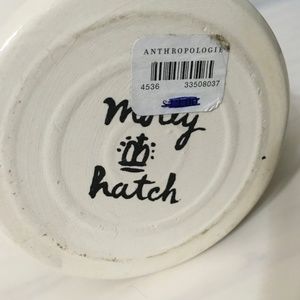 ANTHROPOLOGIE
4536 33508037
molly
hatch